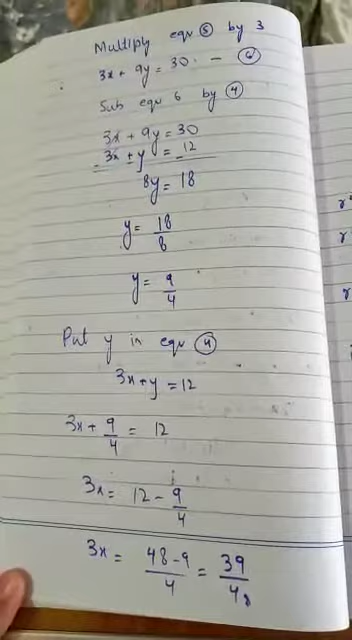 Multiply eqn ⑤ by 3
3x + 9y = 30 - ⑥
Sub eqn 6 by ④
3x + 9y = 30
- 3x ± y = - 12
8y = 18
y = 18/8
y = 9/4
Put y in eqn ④
3x + y = 12
3x + 9/4 = 12
3x = 12 - 9/4
3x = 48 - 9/4 = 39/4